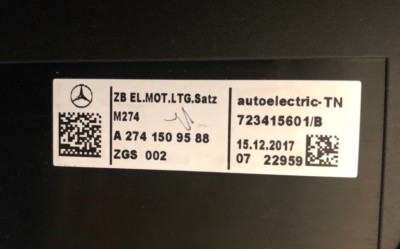 ZB EL.MOT.LTG.Satz
M274
A 274 150 95 88
ZGS 002
autoelectric-TN
723415601/B
15.12.2017
07 22959